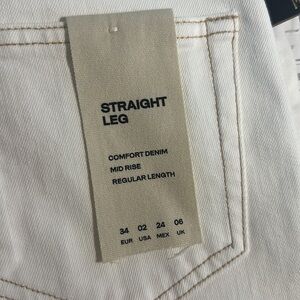 STRAIGHT
LEG
COMFORT DENIM
MID RISE
REGULAR LENGTH
34 02 24 06
EUR USA MEX UK